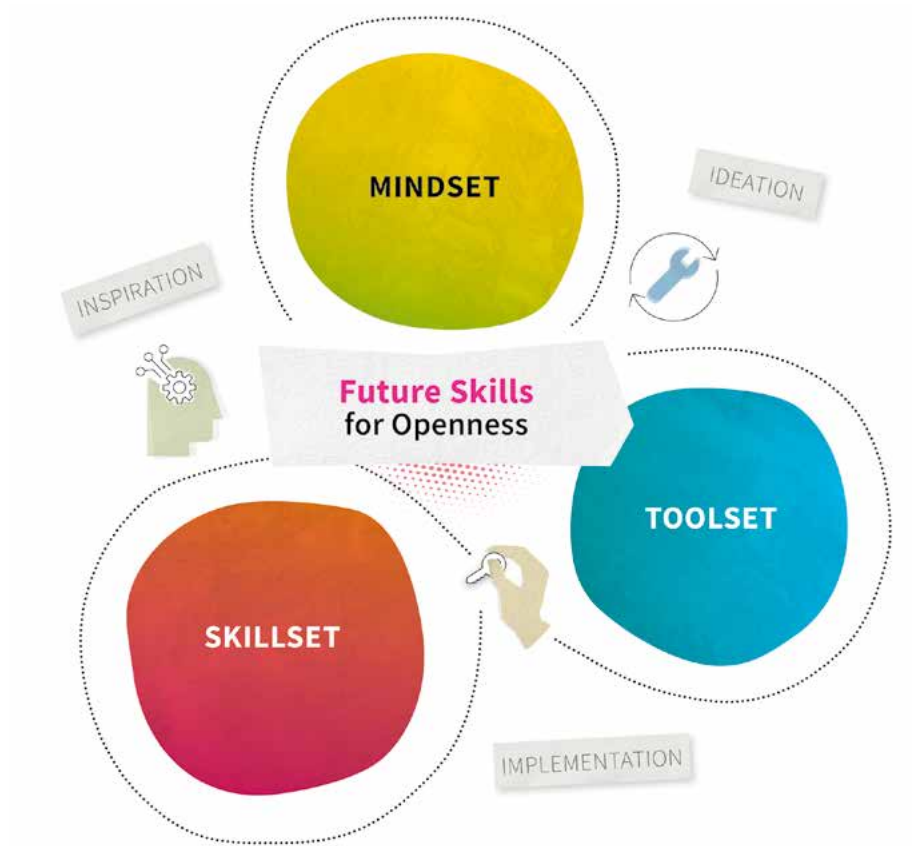 MINDSET
IDEATION
INSPIRATION
Future Skills
for Openness
TOOLSET
SKILLSET
IMPLEMENTATION